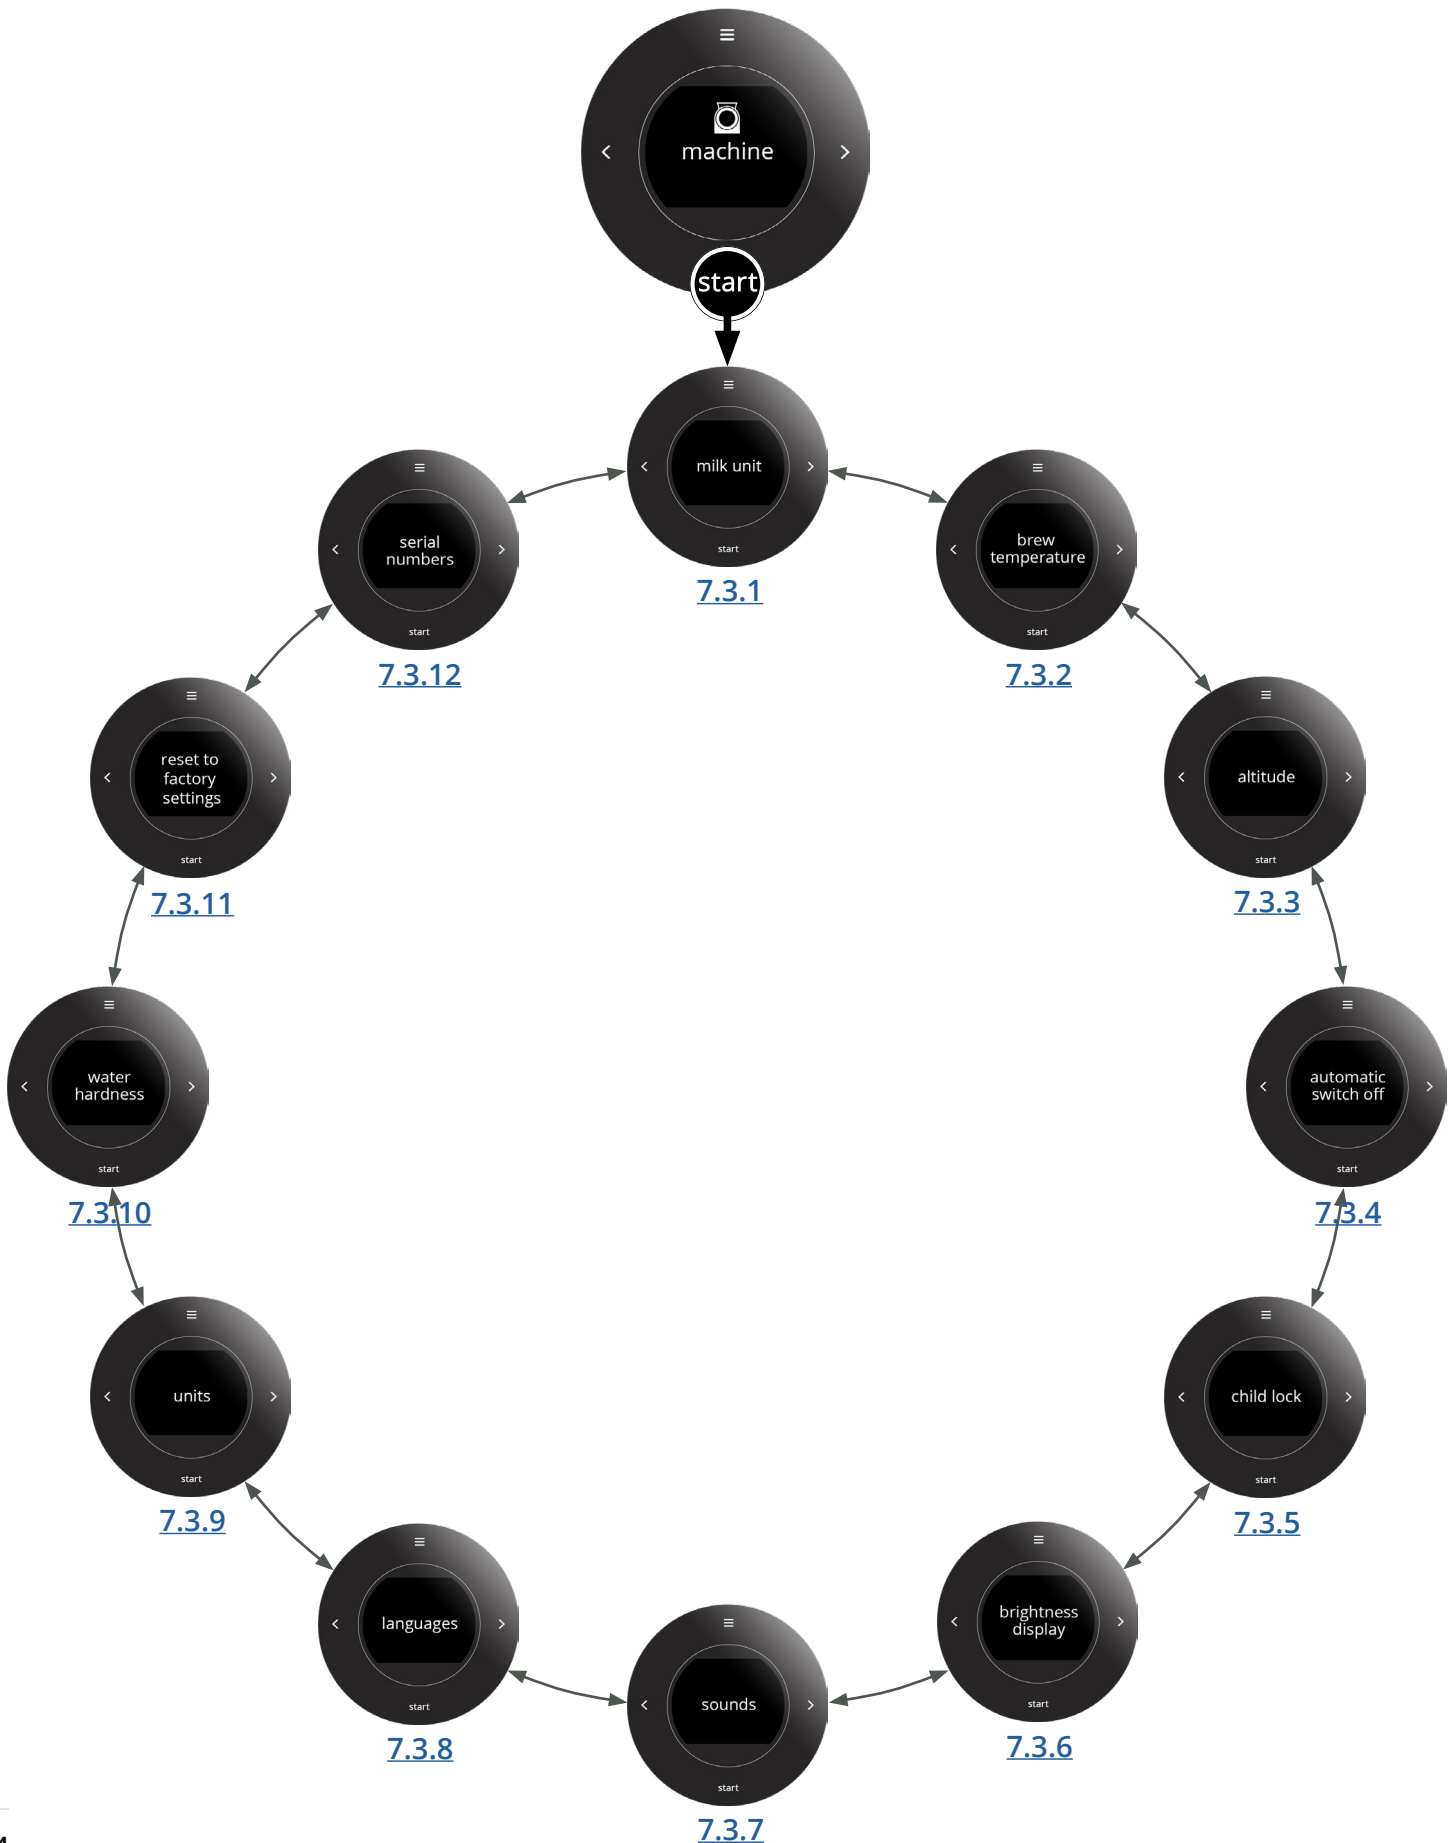 machine
start
milk unit
start
7.3.1
brew
temperature
start
7.3.2
altitude
start
7.3.3
automatic
switch off
start
7.3.4
child lock
start
7.3.5
brightness
display
start
7.3.6
sounds
start
7.3.7
languages
start
7.3.8
units
start
7.3.9
water
hardness
start
7.3.10
reset to
factory
settings
start
7.3.11
serial
numbers
start
7.3.12